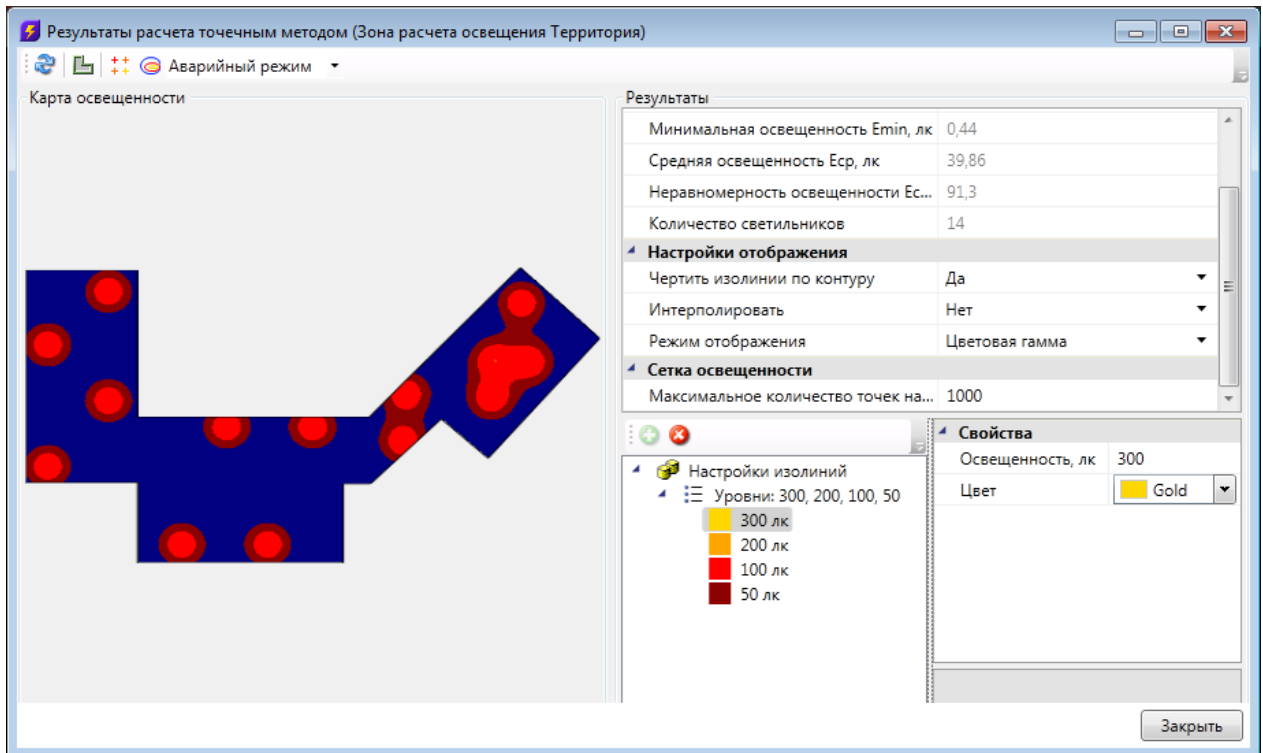 Результаты расчета точечным методом (Зона расчета освещения Территория)
Аварийный режим
Карта освещенности
Результаты
Минимальная освещенность Emin, лк 0,44
Средняя освещенность Eср, лк 39,86
Неравномерность освещенности Ес... 91,3
Количество светильников 14
Настройки отображения
Чертить изолинии по контуру Да
Интерполировать Нет
Режим отображения Цветовая гамма
Сетка освещенности
Максимальное количество точек на... 1000
Настройки изолиний
Уровни: 300, 200, 100, 50
300 лк
200 лк
100 лк
50 лк
Свойства
Освещенность, лк 300
Цвет Gold
Закрыть